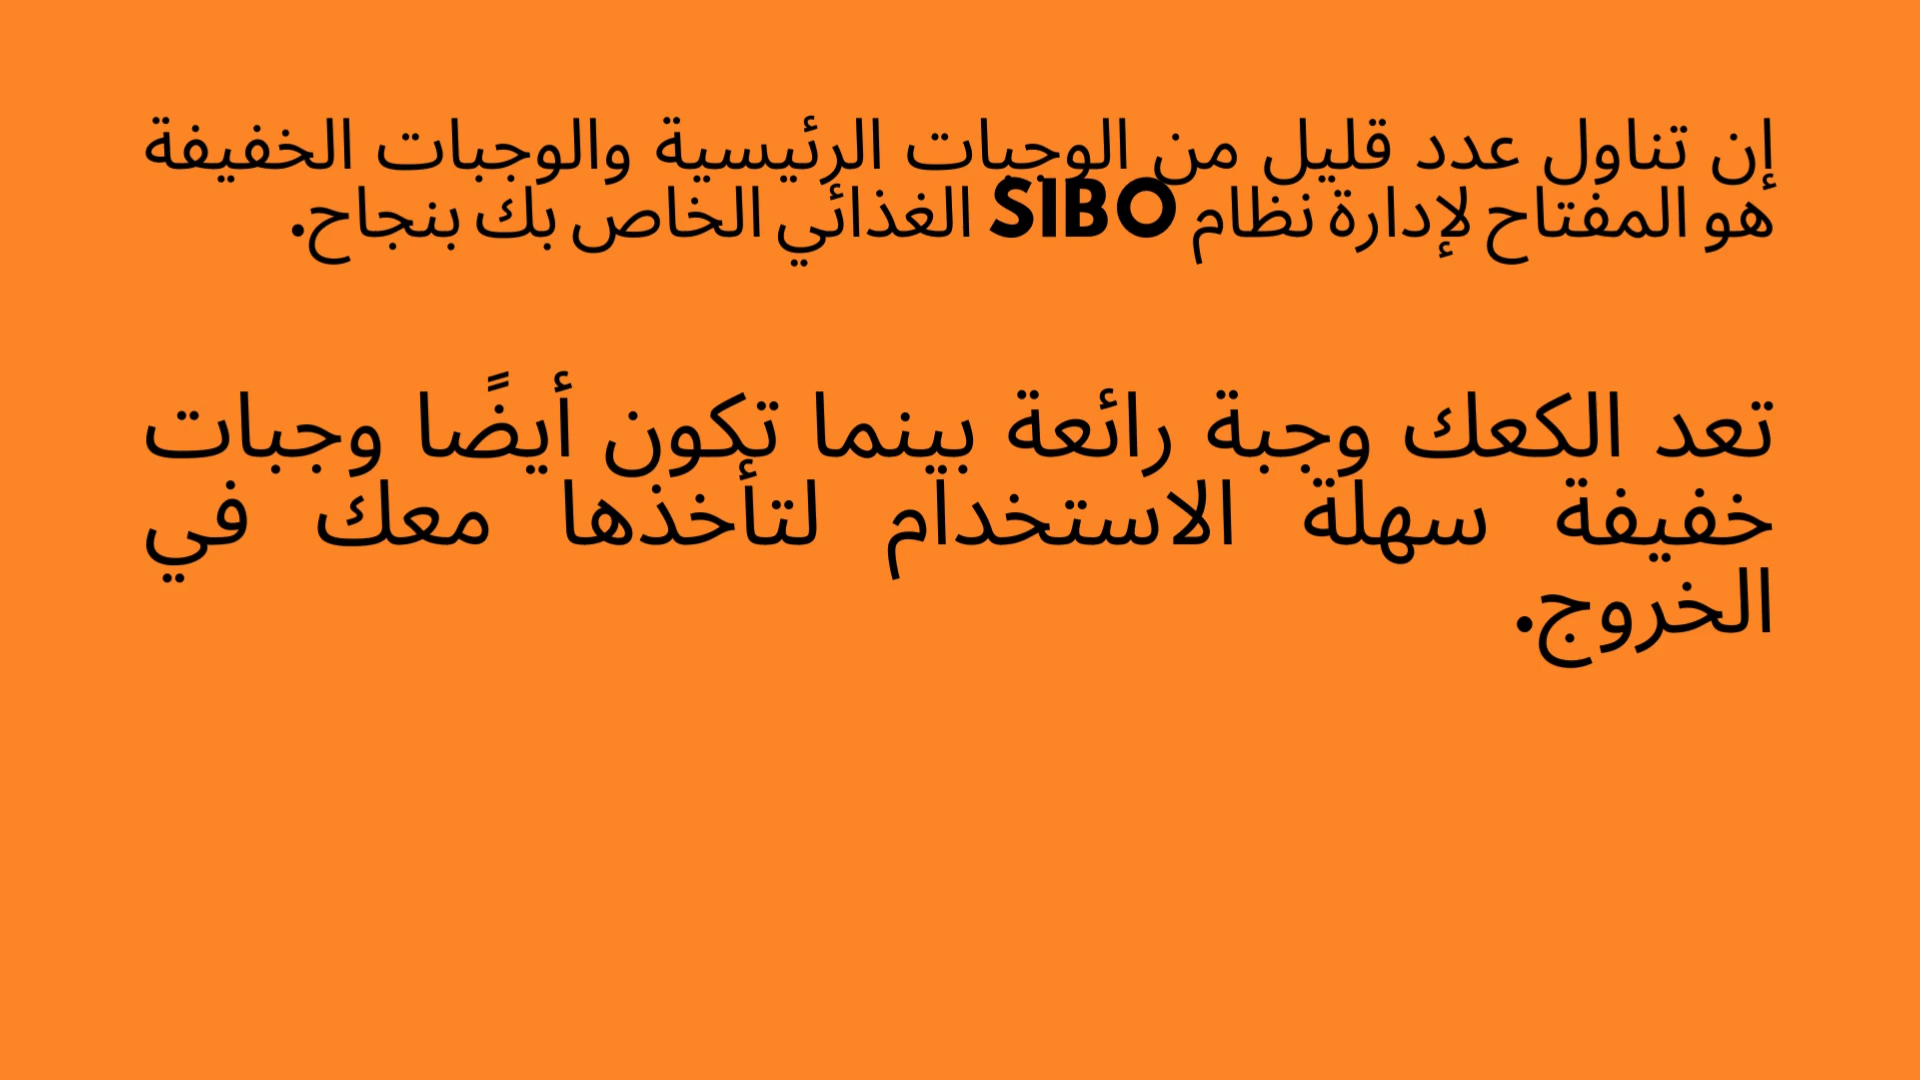 إن تناول عدد قليل من الوجبات الرئيسية والوجبات الخفيفة
هو المفتاح لإدارة نظام SIBO الغذائي الخاص بك بنجاح.
تعد الكعك وجبة رائعة بينما تكون أيضًا وجبات
خفيفة سهلة الاستخدام لتأخذها معك في
الخروج.